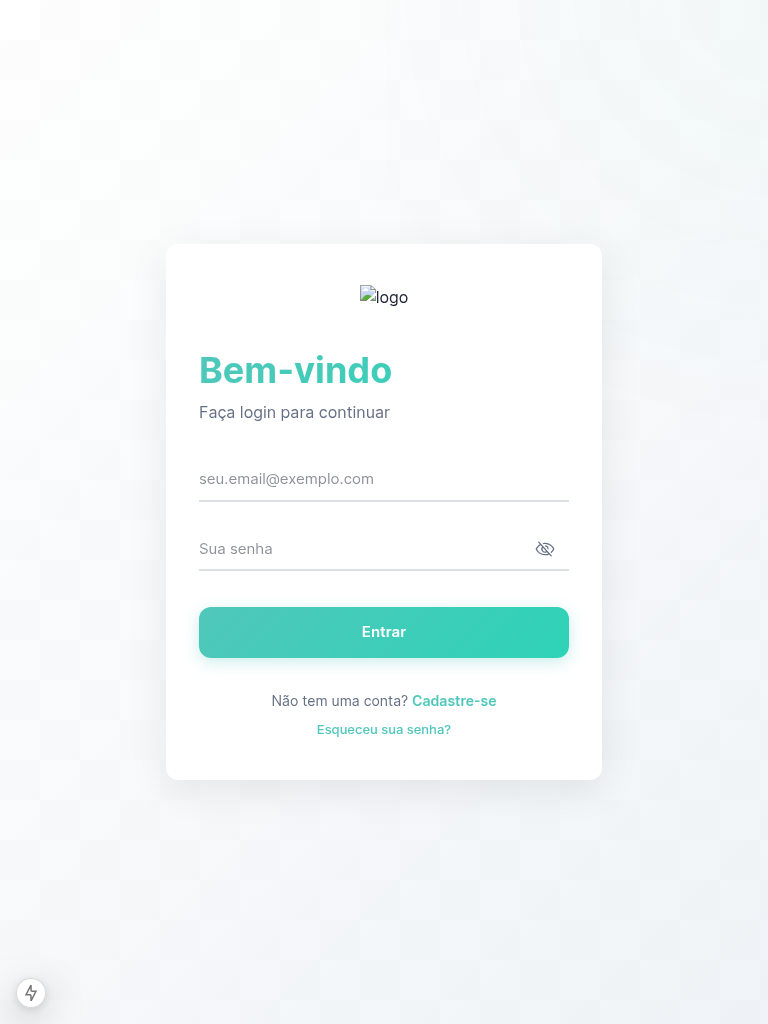 logo
Bem-vindo
Faça login para continuar
seu.email@exemplo.com
Sua senha
Entrar
Não tem uma conta? Cadastre-se
Esqueceu sua senha?